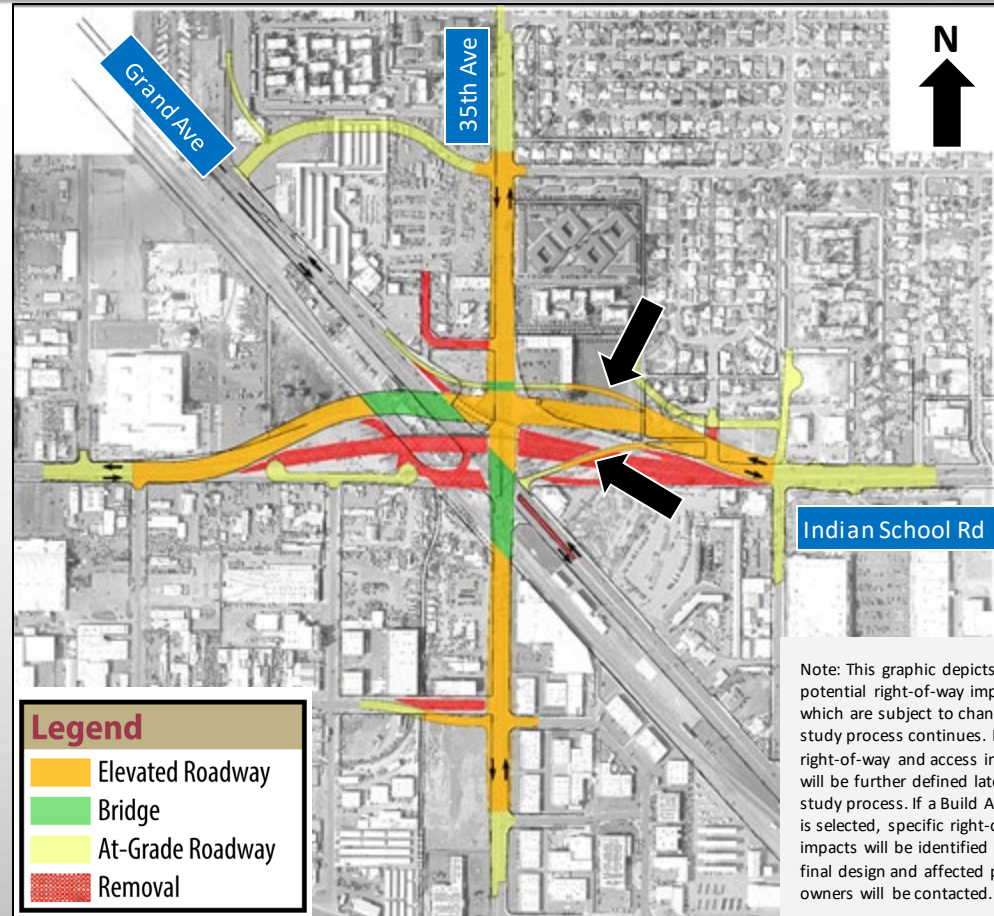 Grand Ave
35th Ave
N
Indian School Rd
Note: This graphic depicts
potential right-of-way imp
which are subject to chan
study process continues.
right-of-way and access in
will be further defined late
study process. If a Build A
is selected, specific right-o
impacts will be identified
final design and affected p
owners will be contacted.
Legend
Elevated Roadway
Bridge
At-Grade Roadway
Removal